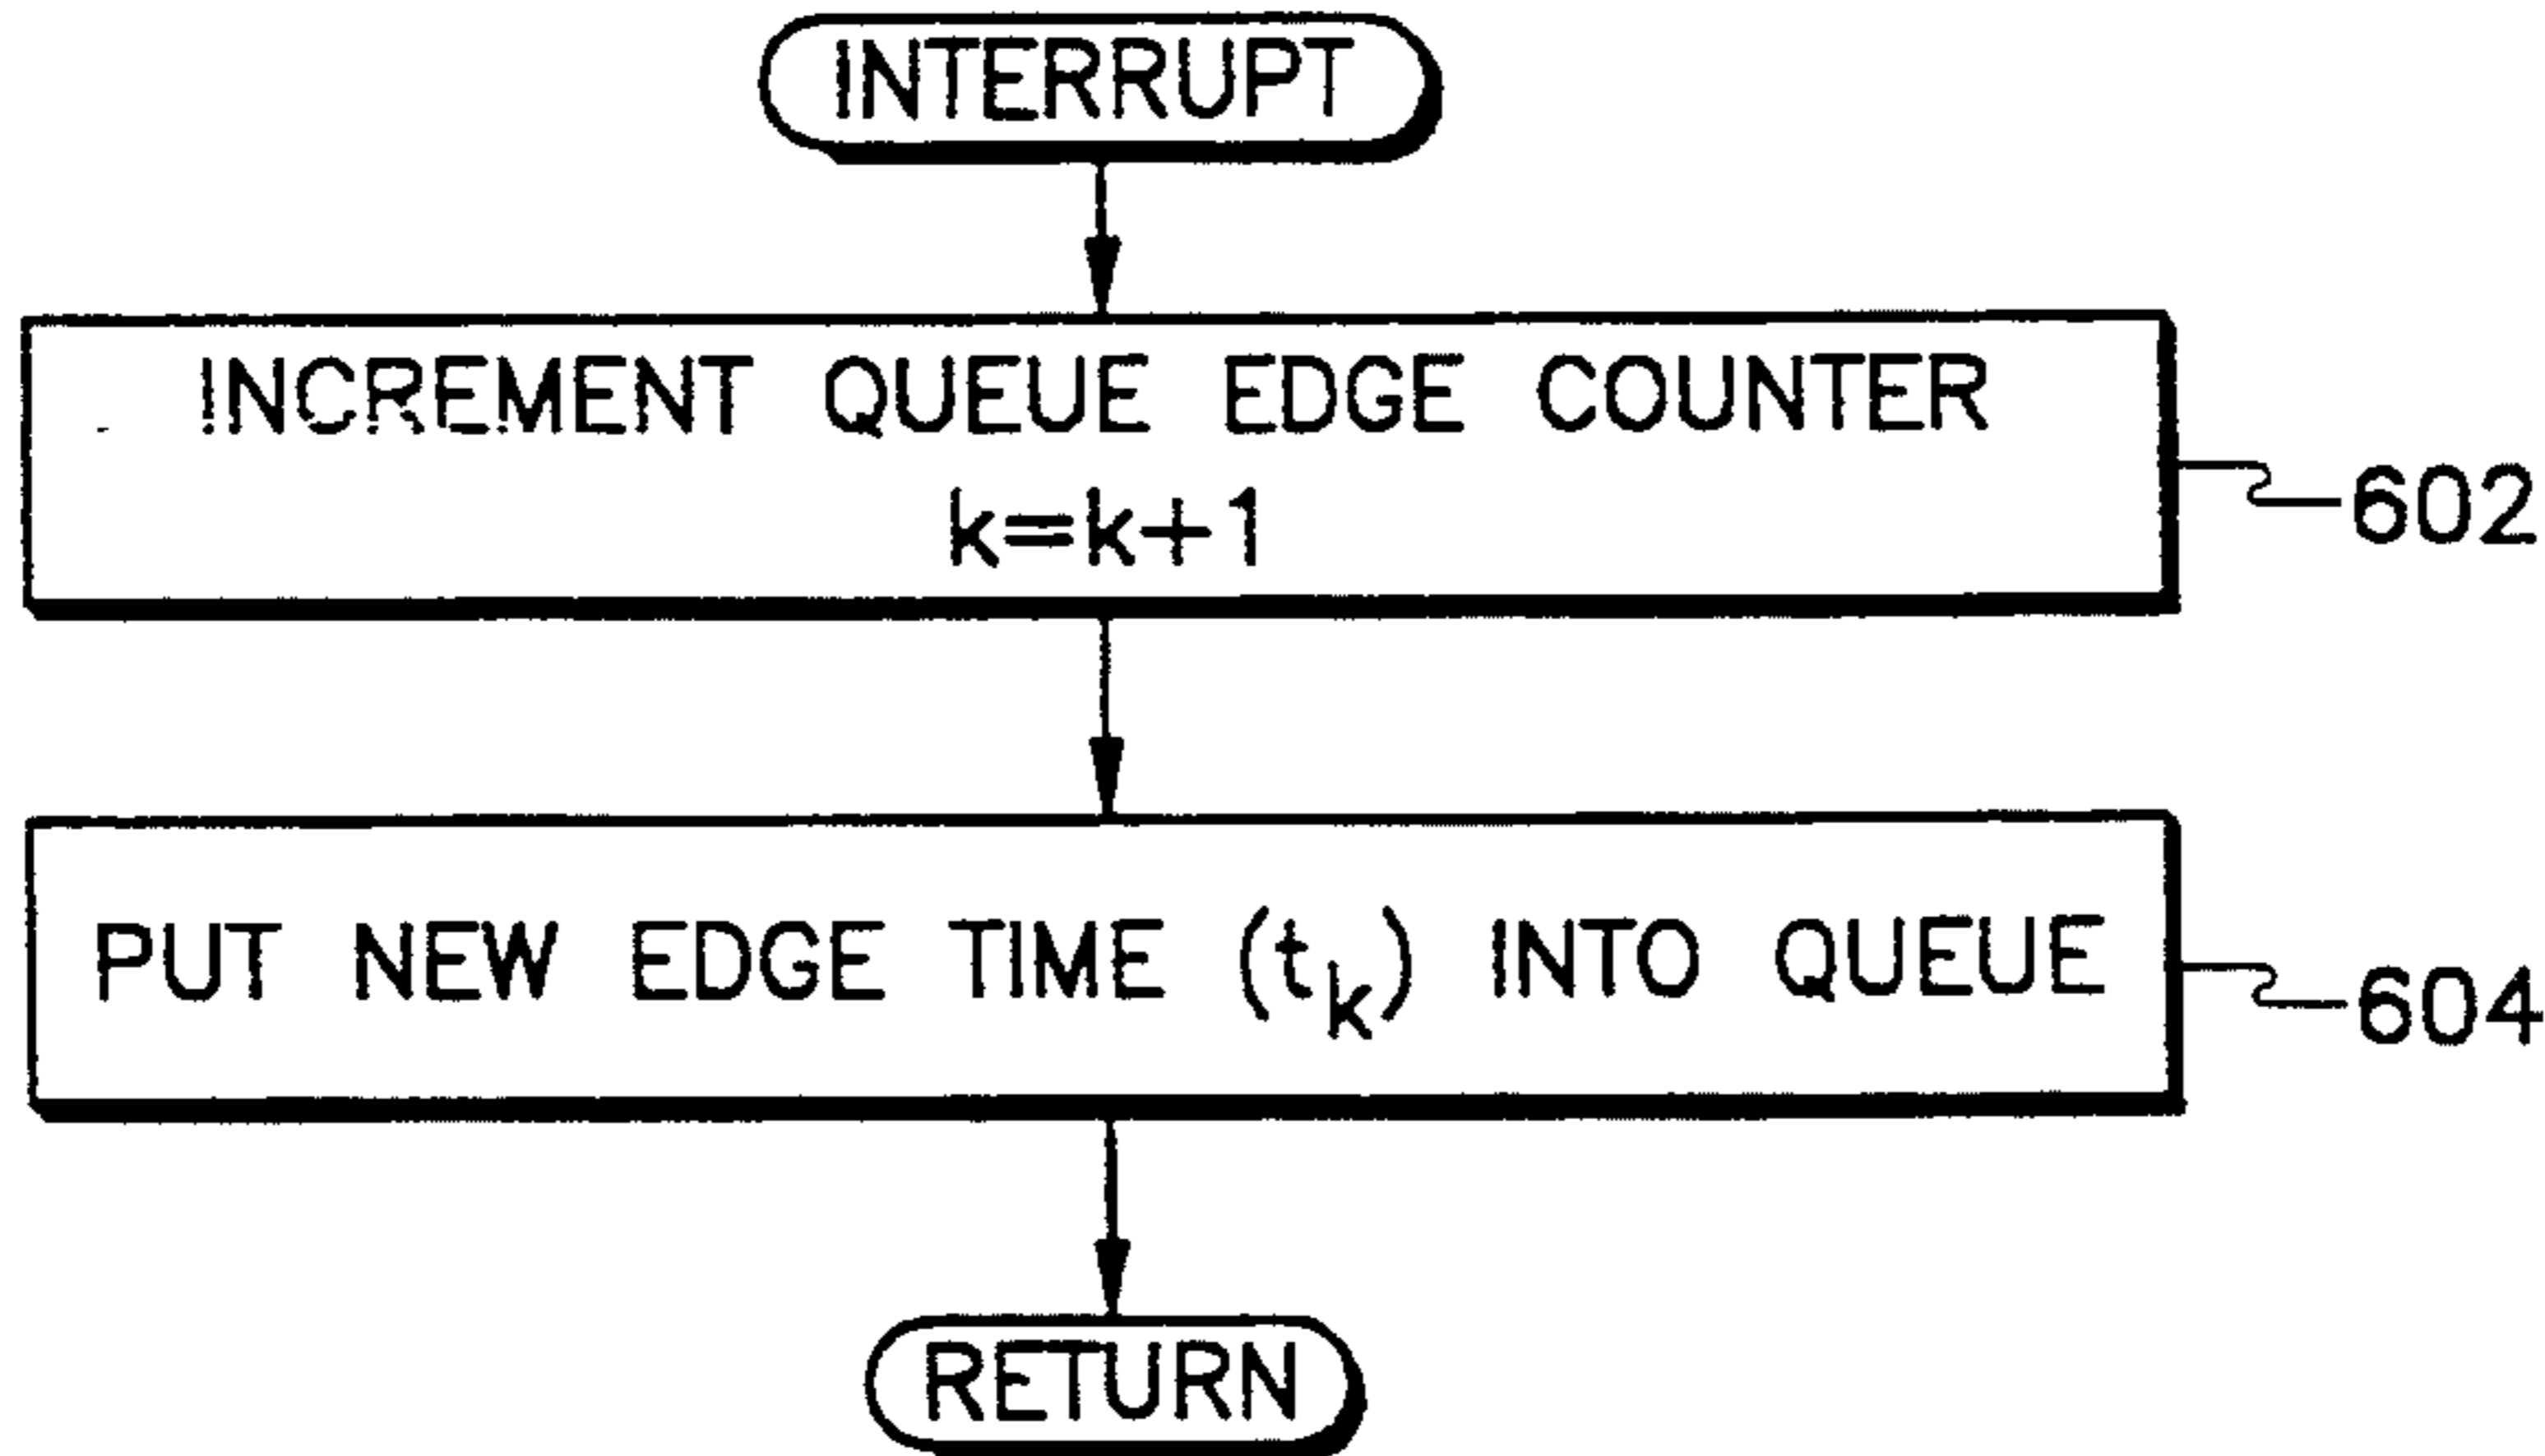 INTERRUPT
INCREMENT QUEUE EDGE COUNTER
k=k+1
602
PUT NEW EDGE TIME (tₖ) INTO QUEUE
604
RETURN